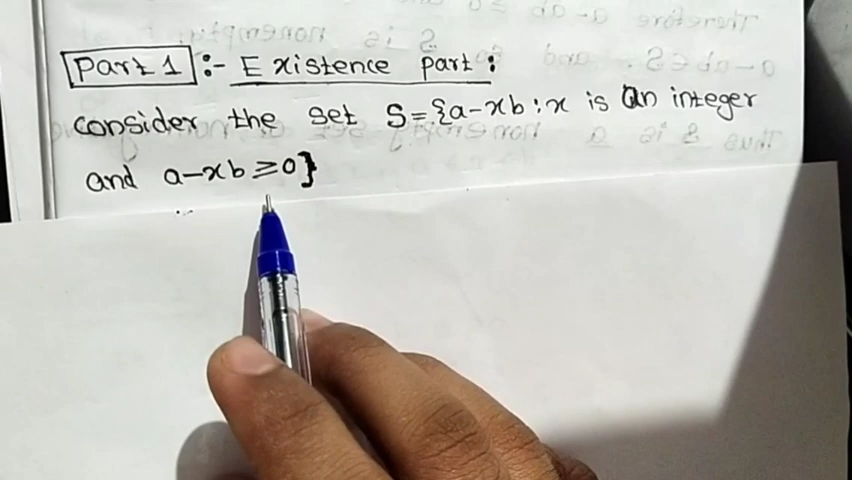 Part 1 :- Existence part:
consider the set S={a-xb:x is an integer
and a-xb≥0}